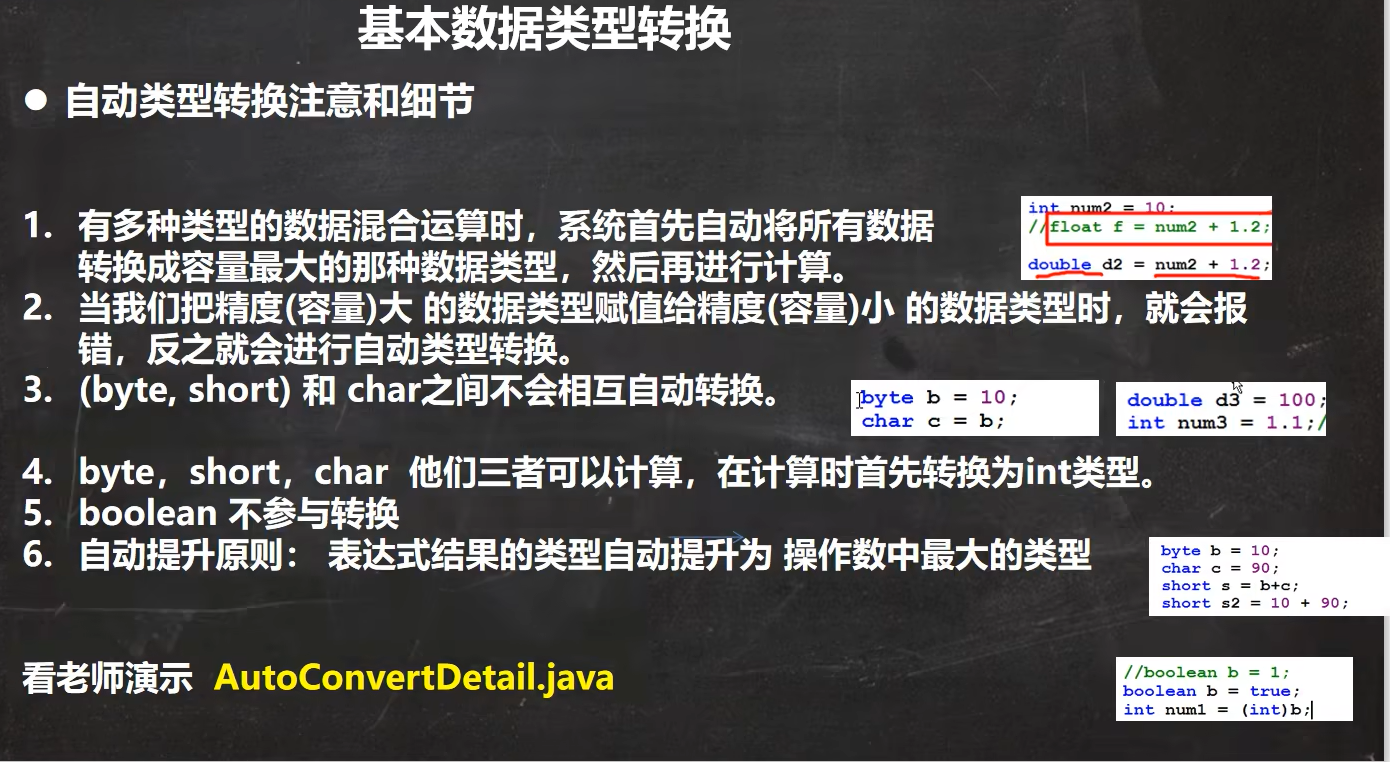 基本数据类型转换
● 自动类型转换注意和细节
1. 有多种类型的数据混合运算时，系统首先自动将所有数据
转换成容量最大的那种数据类型，然后再进行计算。
int num2 = 10;
//float f = num2 + 1.2;
double d2 = num2 + 1.2;
2. 当我们把精度(容量)大 的数据类型赋值给精度(容量)小 的数据类型时，就会报
错，反之就会进行自动类型转换。
3. (byte, short) 和 char之间不会相互自动转换。
byte b = 10;
char c = b;
double d3 = 100;
int num3 = 1.1;/
4. byte，short，char 他们三者可以计算，在计算时首先转换为int类型。
5. boolean 不参与转换
6. 自动提升原则： 表达式结果的类型自动提升为 操作数中最大的类型
byte b = 10;
char c = 90;
short s = b+c;
short s2 = 10 + 90;
看老师演示 AutoConvertDetail.java
//boolean b = 1;
boolean b = true;
int num1 = (int)b;